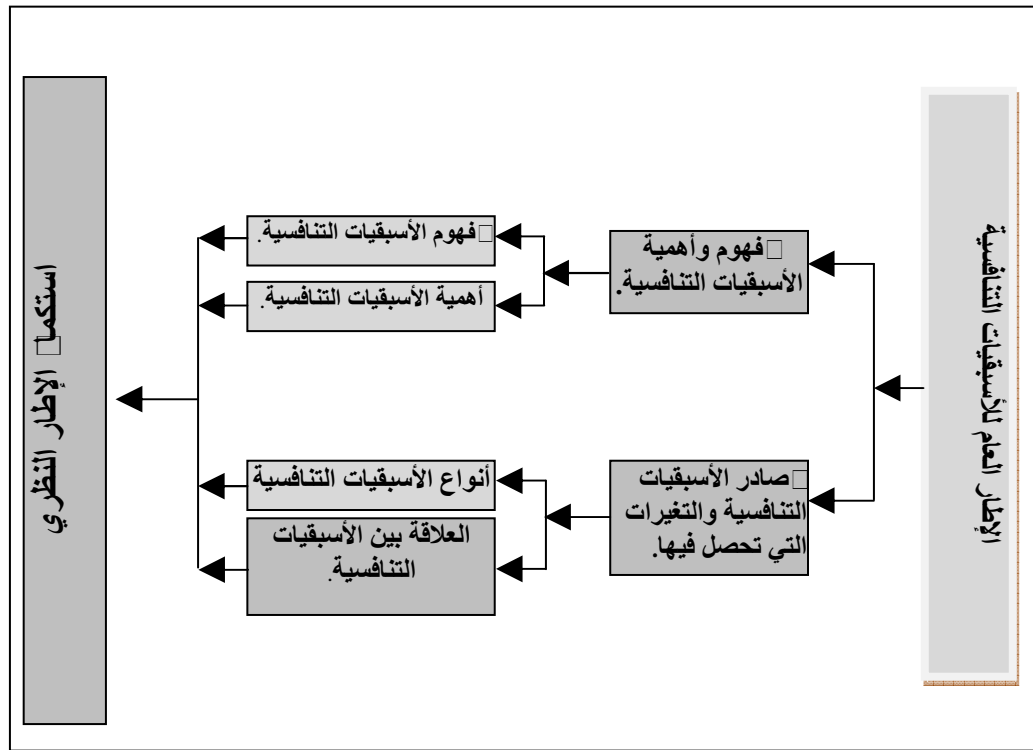 الإطار العام للأسبقيات التنافسية
□فهوم وأهمية
الأسبقيات التنافسية.
□صادر الأسبقيات
التنافسية والتغيرات
التي تحصل فيها.
□فهوم الأسبقيات التنافسية.
أهمية الأسبقيات التنافسية.
أنواع الأسبقيات التنافسية
العلاقة بين الأسبقيات
التنافسية.
استكما□ الإطار النظري